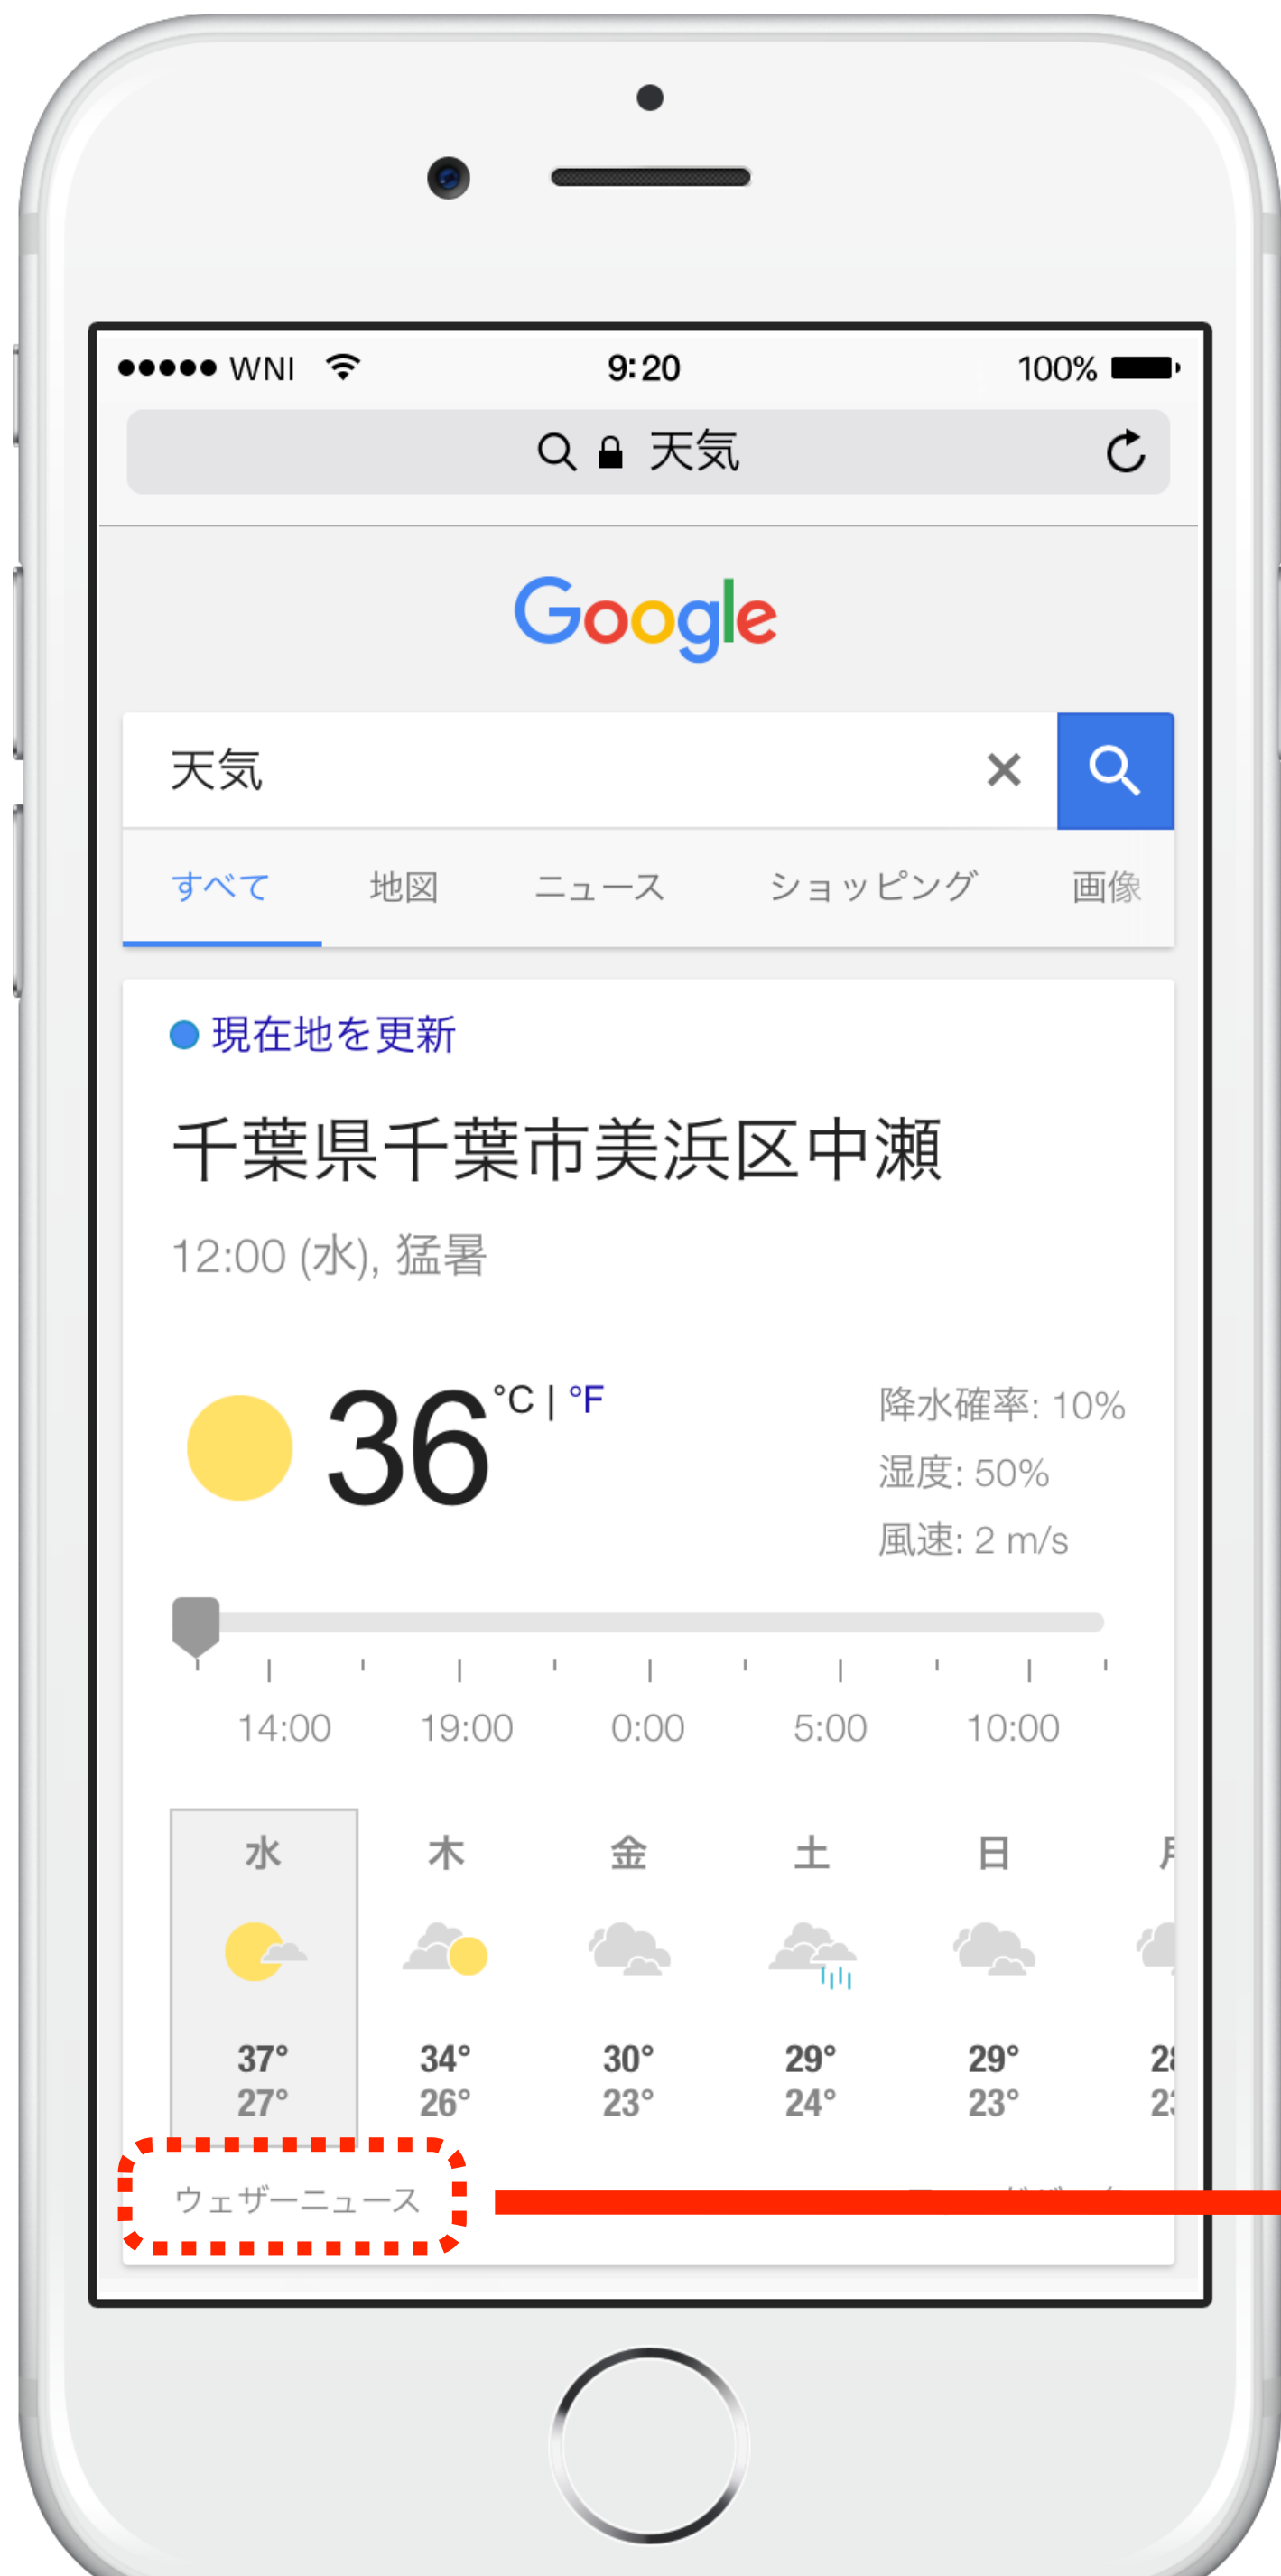 WNI 9:20 100%
天気
Google
天気
すべて 地図 ニュース ショッピング 画像
現在地を更新
千葉県千葉市美浜区中瀬
12:00 (水), 猛暑
36 °C | °F
降水確率: 10%
湿度: 50%
風速: 2 m/s
14:00 19:00 0:00 5:00 10:00
水 木 金 土 日
37° 34° 30° 29° 29°
27° 26° 23° 24° 23°
ウェザーニュース